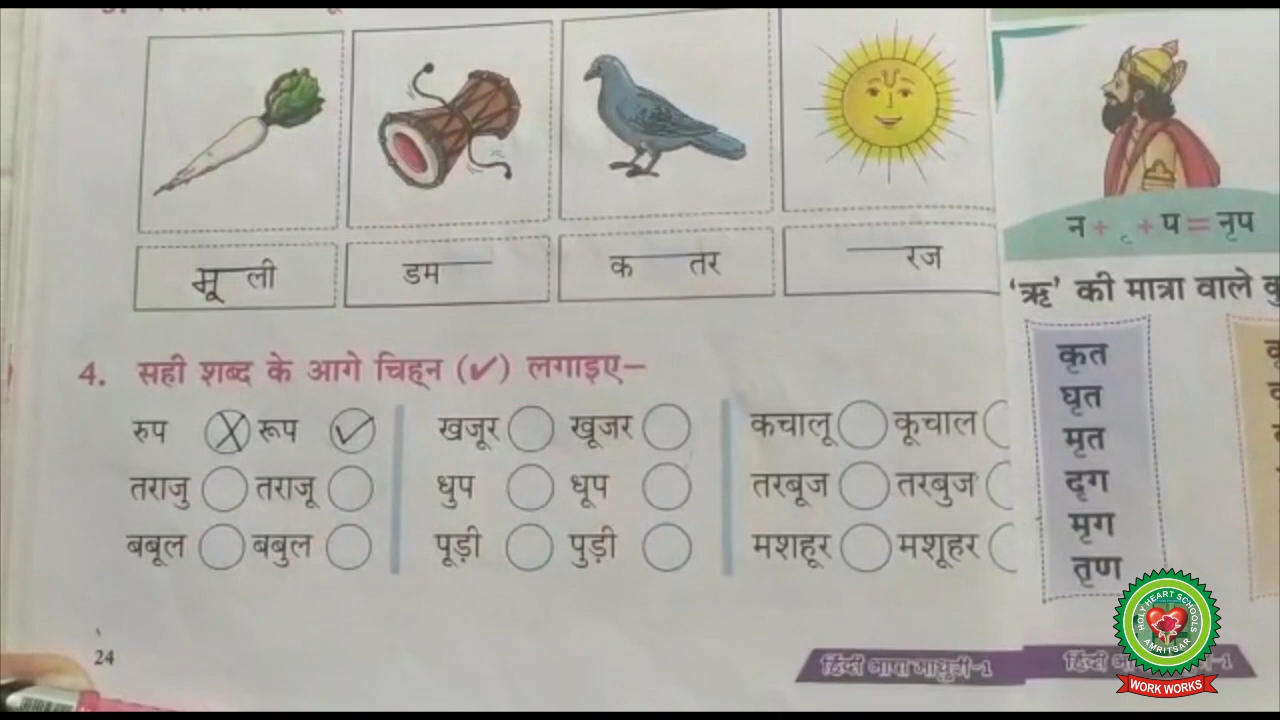 मू ली
डम
क तर
रज
4. सही शब्द के आगे चिह्न (✓) लगाइए–
रुप रूप खजूर खूजर कचालू कूचाल
तराजु तराजू धुप धूप तरबूज तरबुज
बबूल बबुल पूड़ी पुड़ी मशहूर मशूहर
24
हिंदी भाषा माधुरी-1
न + ृ + प = नृप
'ऋ' की मात्रा वाले
कृत
घृत
मृत
दृग
मृग
तृण
हिंदी
HOLY HEART SCHOOLS
AMRITSAR
WORK WORKS